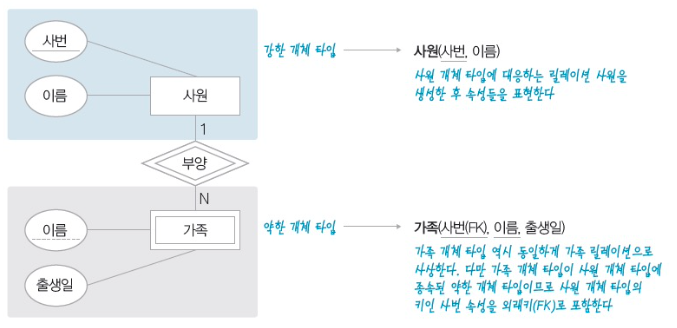 사번
이름
사원
강한 개체 타입
사원(사번, 이름)
사원 개체 타입에 대응하는 릴레이션 사원을
생성한 후 속성들을 표현한다
1
부양
N
이름
가족
출생일
약한 개체 타입
가족(사번(FK), 이름, 출생일)
가족 개체 타입 역시 동일하게 가족 릴레이션으로
사상한다. 다만 가족 개체 타입이 사원 개체 타입에
종속된 약한 개체 타입이므로 사원 개체 타입의
키인 사번 속성을 외래키(FK)로 포함한다